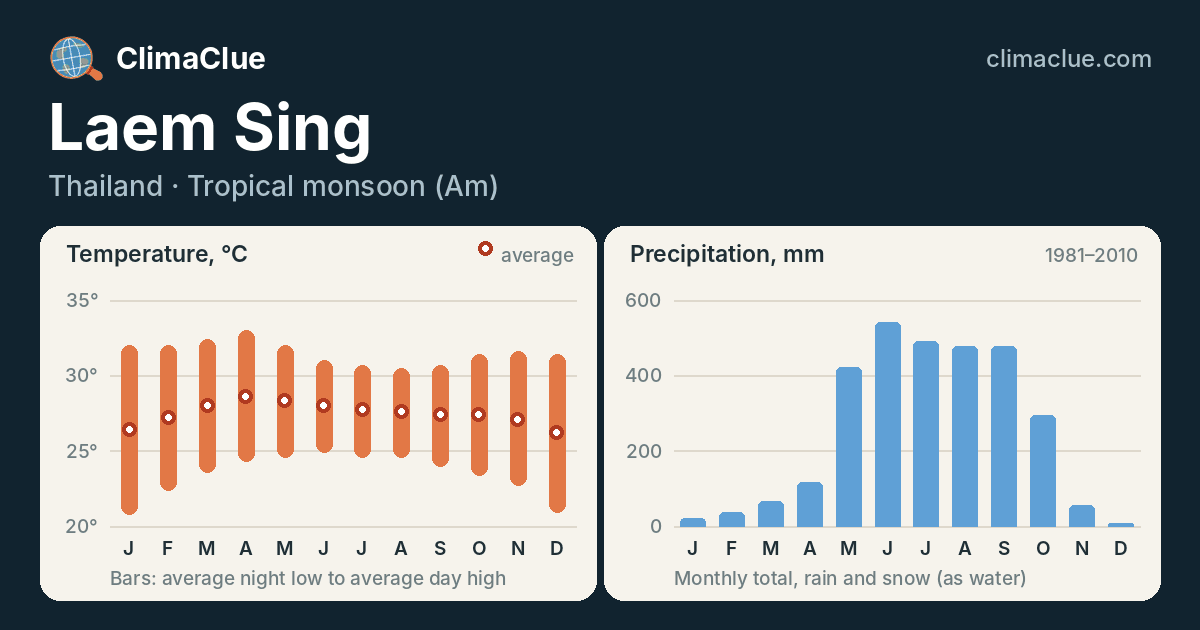 ClimaClue
climaclue.com
Laem Sing
Thailand · Tropical monsoon (Am)
Temperature, °C
average
35°
30°
25°
20°
J F M A M J J A S O N D
Bars: average night low to average day high
Precipitation, mm
1981–2010
600
400
200
0
J F M A M J J A S O N D
Monthly total, rain and snow (as water)